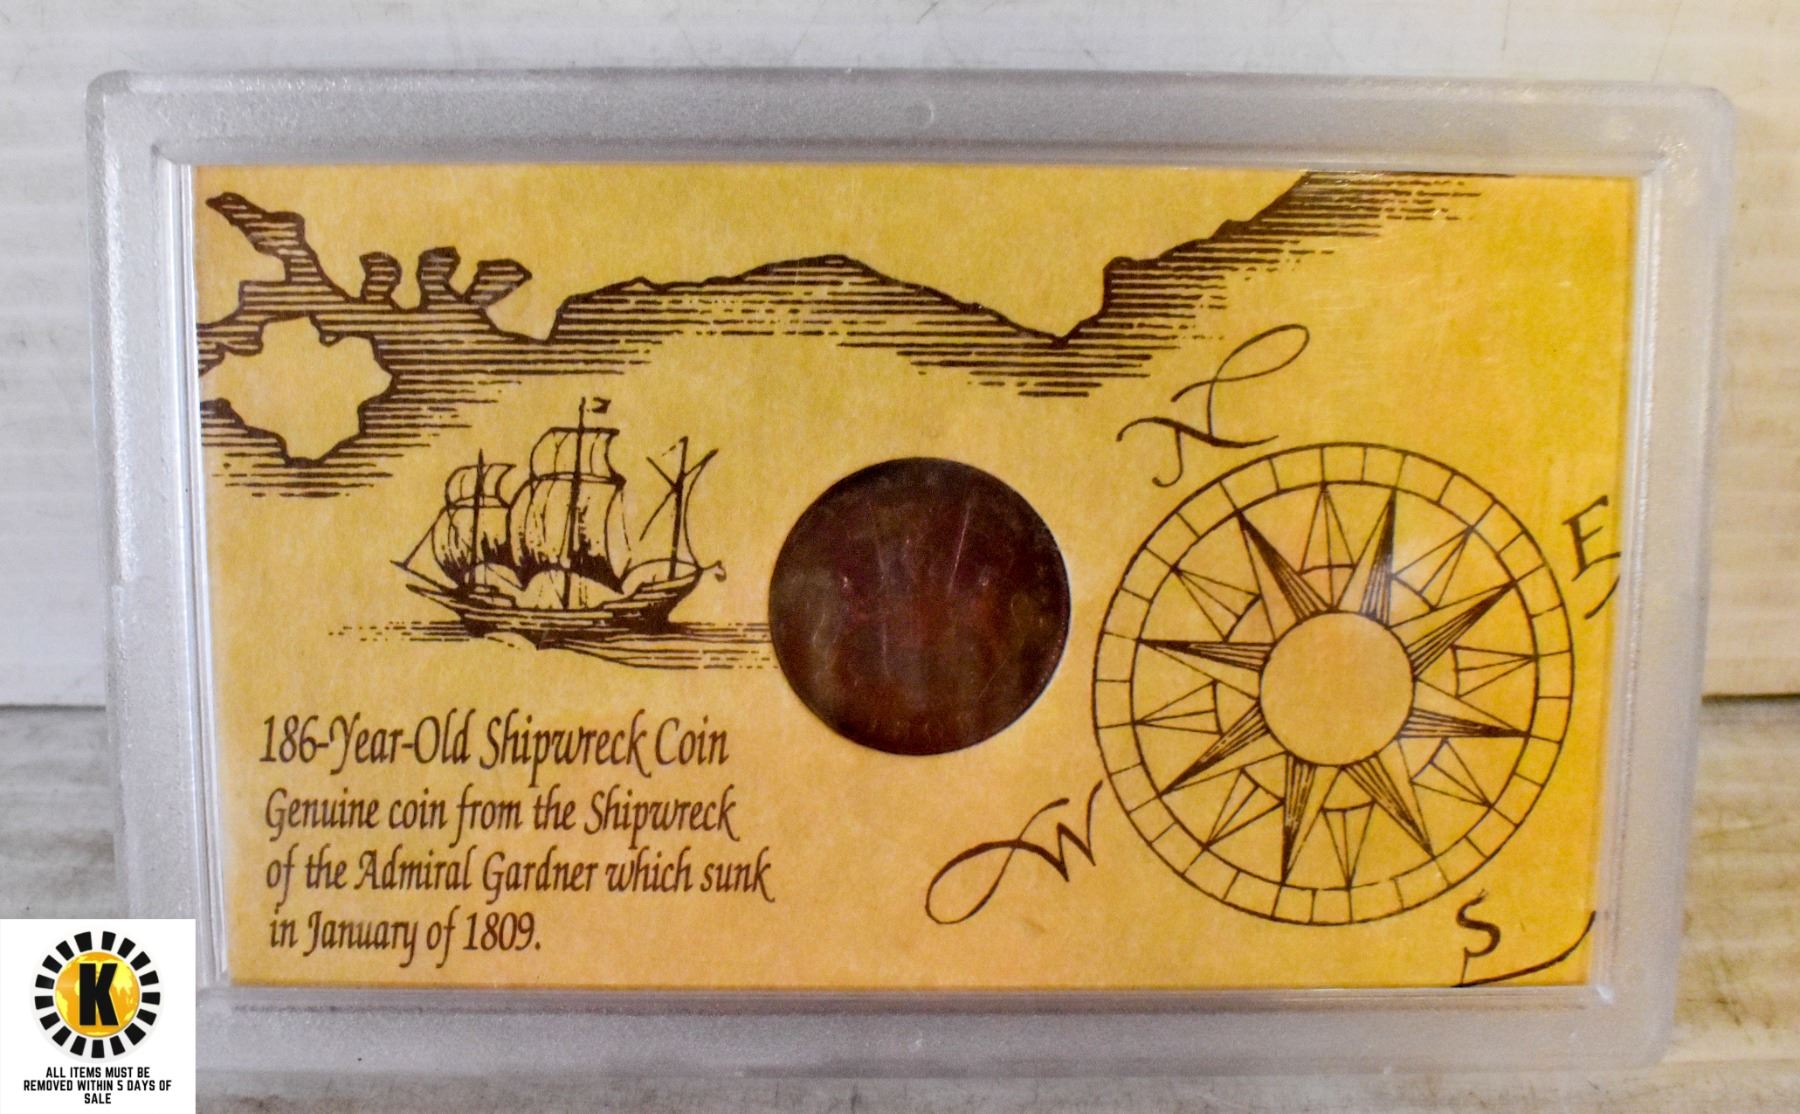 N
E
186-Year-Old Shipwreck Coin
Genuine coin from the Shipwreck
of the Admiral Gardner which sunk
in January of 1809.
W
S
K
ALL ITEMS MUST BE
REMOVED WITHIN 5 DAYS OF
SALE